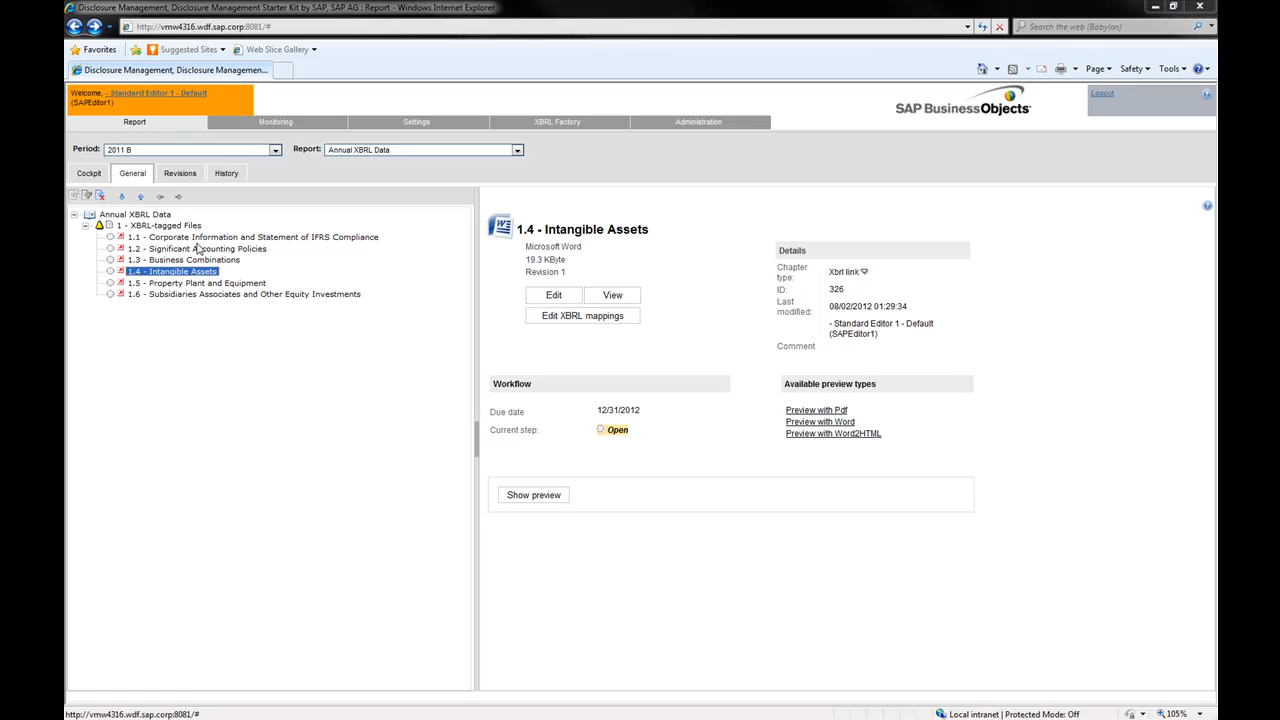 Disclosure Management, Disclosure Management Starter Kit by SAP, SAP AG : Report - Windows Internet Explorer
http://vmw4316.wdf.sap.corp:8081/#
Search the web (Babylon)
Favorites
Suggested Sites
Web Slice Gallery
Disclosure Management, Disclosure Managemen...
Page
Safety
Tools
Welcome, - Standard Editor 1 - Default
(SAPEditor1)
SAP BusinessObjects
Logout
Report
Monitoring
Settings
XBRL Factory
Administration
Period:
2011 B
Report:
Annual XBRL Data
Cockpit
General
Revisions
History
Annual XBRL Data
1 - XBRL-tagged Files
1.1 - Corporate Information and Statement of IFRS Compliance
1.2 - Significant Accounting Policies
1.3 - Business Combinations
1.4 - Intangible Assets
1.5 - Property Plant and Equipment
1.6 - Subsidiaries Associates and Other Equity Investments
1.4 - Intangible Assets
Microsoft Word
19.3 KByte
Revision 1
Edit
View
Edit XBRL mappings
Details
Chapter type:
Xbrl link
ID:
326
Last modified:
08/02/2012 01:29:34
- Standard Editor 1 - Default
(SAPEditor1)
Comment
Workflow
Due date
12/31/2012
Current step:
Open
Available preview types
Preview with Pdf
Preview with Word
Preview with Word2HTML
Show preview
http://vmw4316.wdf.sap.corp:8081/#
Local intranet | Protected Mode: Off
105%